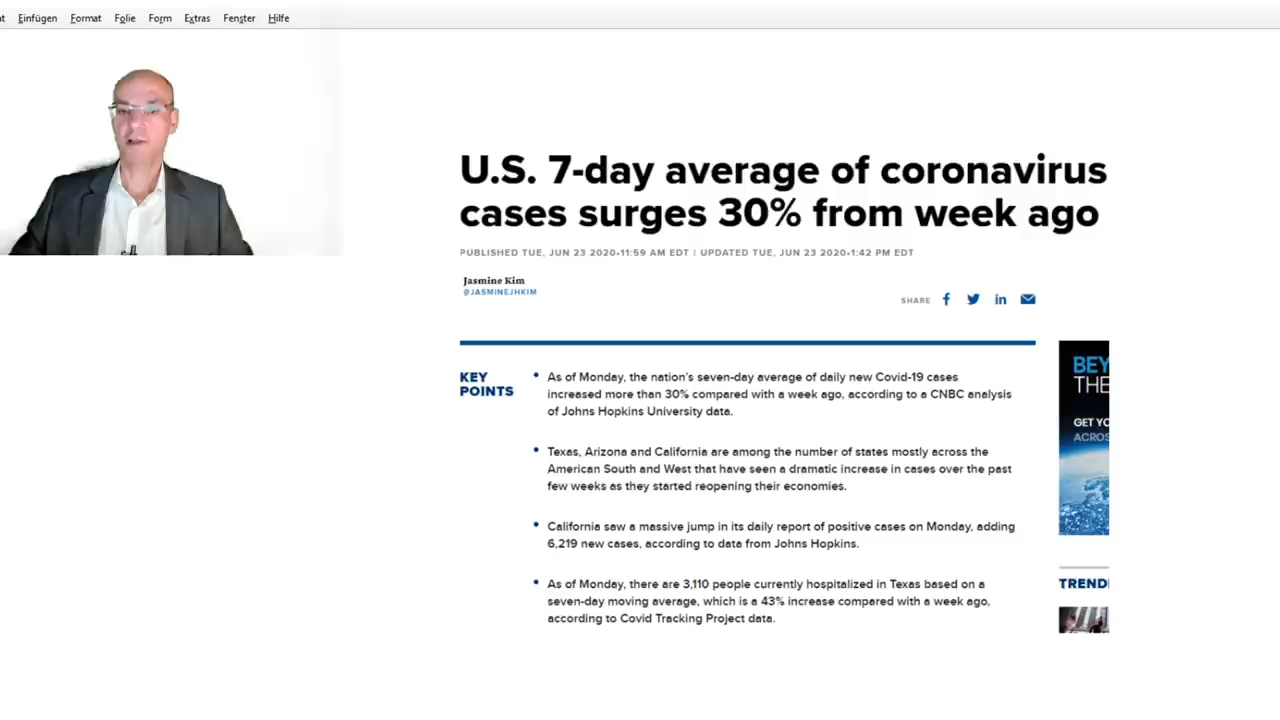 Einfügen Format Folie Form Extras Fenster Hilfe
U.S. 7-day average of coronavirus
cases surges 30% from week ago
PUBLISHED TUE, JUN 23 2020•11:59 AM EDT | UPDATED TUE, JUN 23 2020•1:42 PM EDT
Jasmine Kim
@JASMINEJHKIM
SHARE
KEY
POINTS
• As of Monday, the nation's seven-day average of daily new Covid-19 cases
increased more than 30% compared with a week ago, according to a CNBC analysis
of Johns Hopkins University data.
• Texas, Arizona and California are among the number of states mostly across the
American South and West that have seen a dramatic increase in cases over the past
few weeks as they started reopening their economies.
• California saw a massive jump in its daily report of positive cases on Monday, adding
6,219 new cases, according to data from Johns Hopkins.
• As of Monday, there are 3,110 people currently hospitalized in Texas based on a
seven-day moving average, which is a 43% increase compared with a week ago,
according to Covid Tracking Project data.
BEY
THE
GET YO
ACROS
TREND